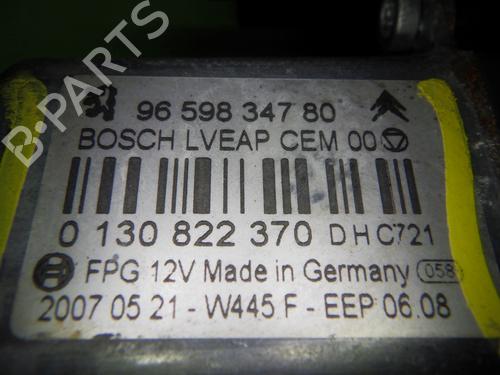 B-PARTS
96 598 347 80
BOSCH LVEAP CEM 00
0 130 822 370 D H C721
FPG 12V Made in Germany 058
2007 05 21 - W445 F - EEP 06.08